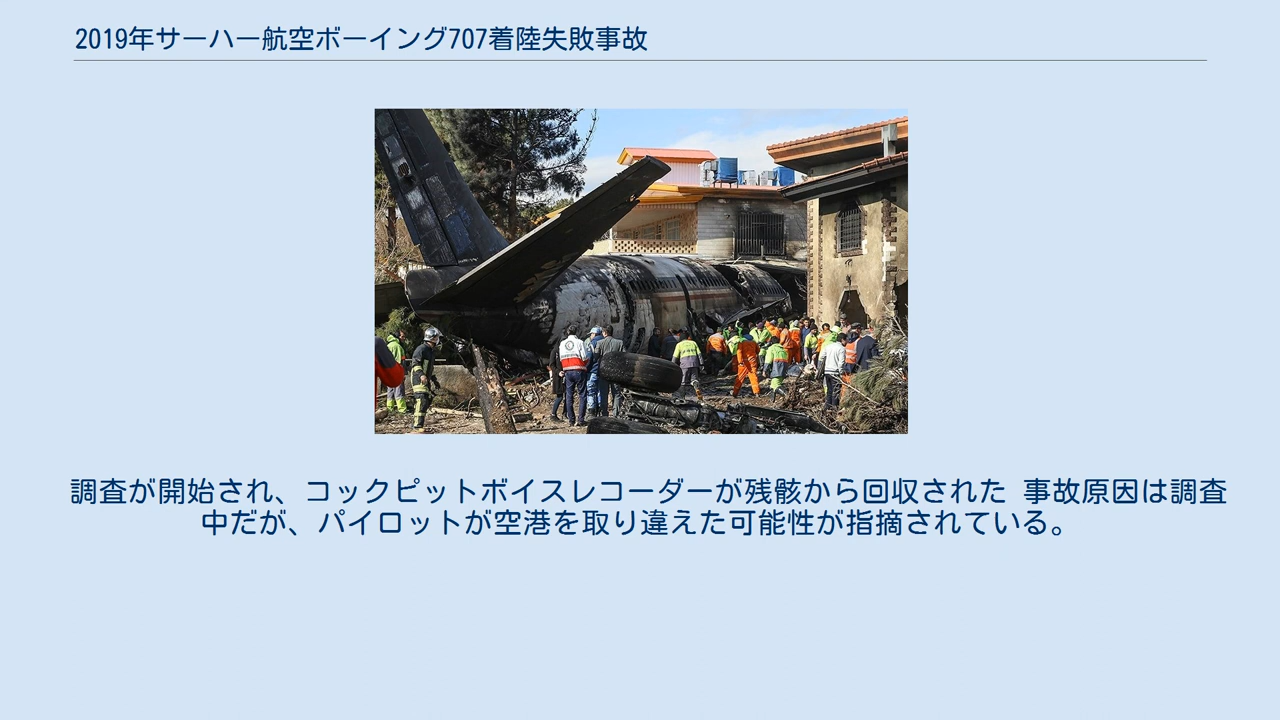 2019年サーハー航空ボーイング707着陸失敗事故
調査が開始され、コックピットボイスレコーダーが残骸から回収された 事故原因は調査
中だが、パイロットが空港を取り違えた可能性が指摘されている。